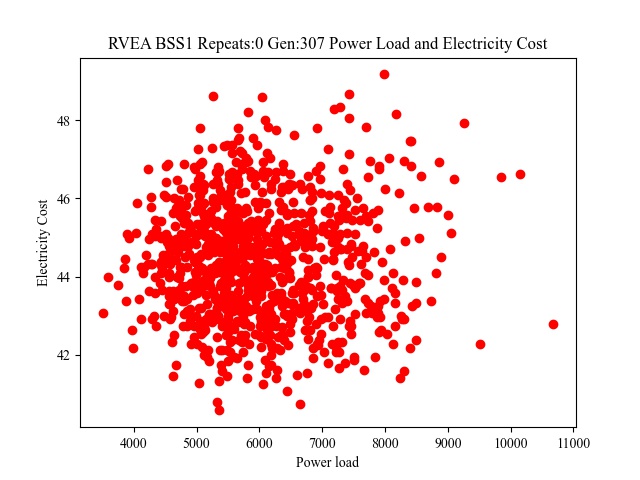 RVEA BSS1 Repeats:0 Gen:307 Power Load and Electricity Cost
48
46
44
42
Electricity Cost
4000 5000 6000 7000 8000 9000 10000 11000
Power load